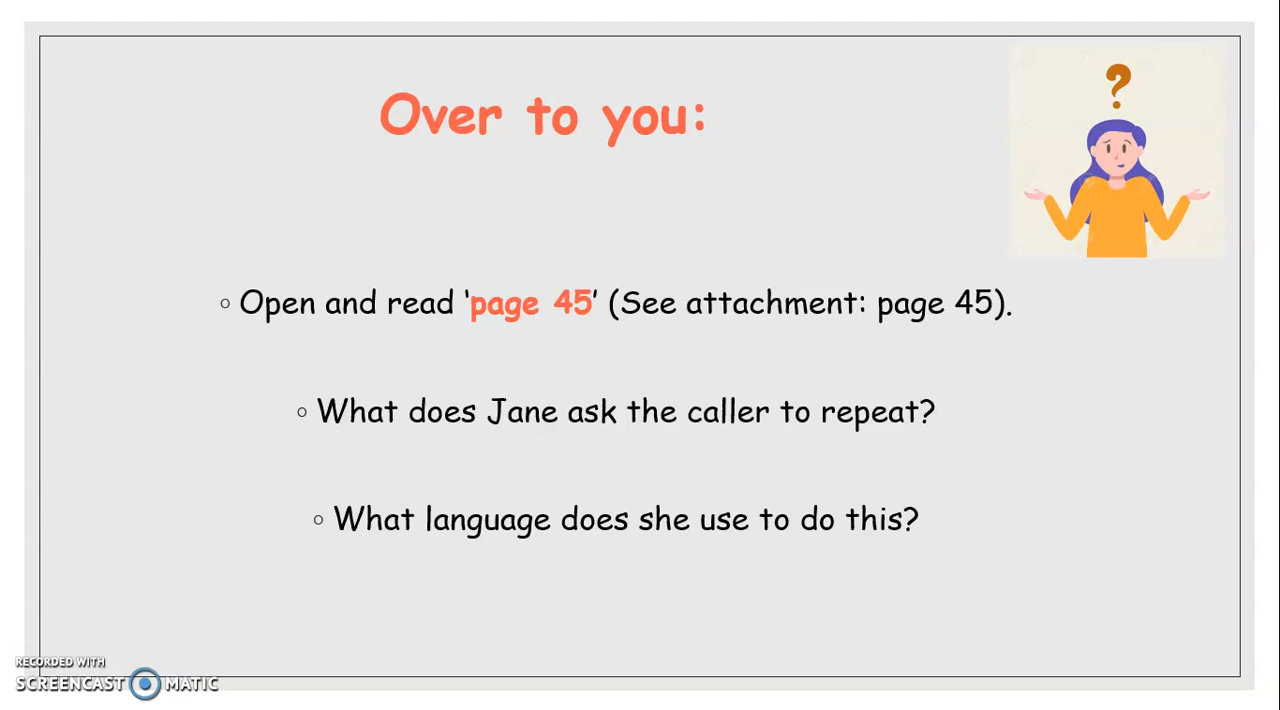 ?
Over to you:
◦ Open and read ‘page 45’ (See attachment: page 45).
◦ What does Jane ask the caller to repeat?
◦ What language does she use to do this?
RECORDED WITH
SCREENCAST MATIC